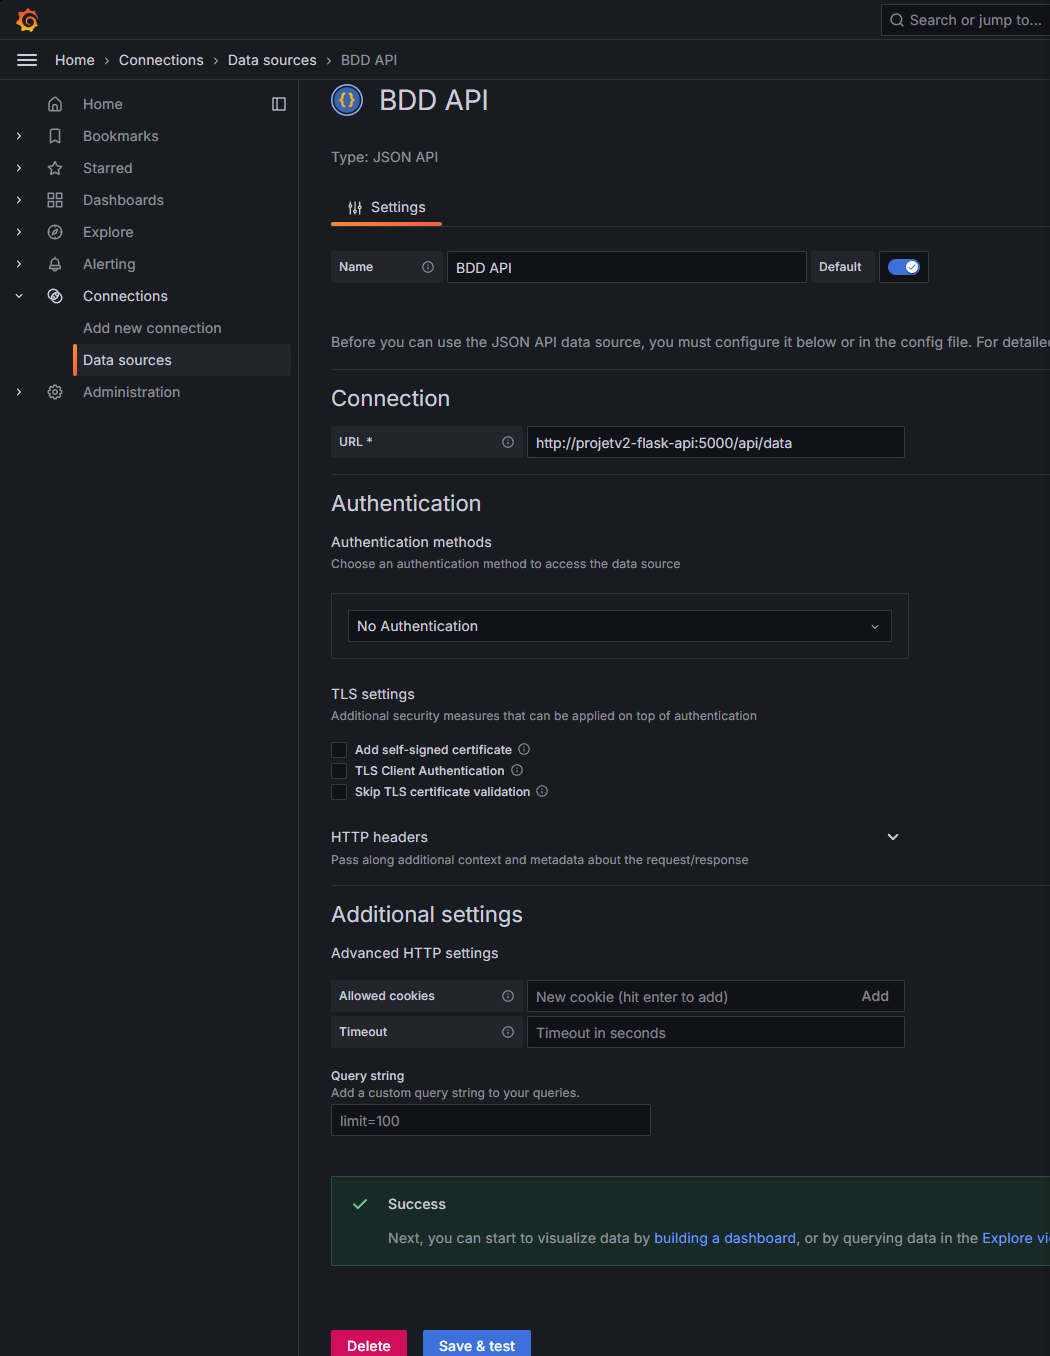 Search or jump to...
Home › Connections › Data sources › BDD API
Home
Bookmarks
Starred
Dashboards
Explore
Alerting
Connections
Add new connection
Data sources
Administration
{} BDD API
Type: JSON API
Settings
Name BDD API Default
Before you can use the JSON API data source, you must configure it below or in the config file. For detailed
Connection
URL * http://projetv2-flask-api:5000/api/data
Authentication
Authentication methods
Choose an authentication method to access the data source
No Authentication
TLS settings
Additional security measures that can be applied on top of authentication
Add self-signed certificate
TLS Client Authentication
Skip TLS certificate validation
HTTP headers
Pass along additional context and metadata about the request/response
Additional settings
Advanced HTTP settings
Allowed cookies New cookie (hit enter to add) Add
Timeout Timeout in seconds
Query string
Add a custom query string to your queries.
limit=100
Success
Next, you can start to visualize data by building a dashboard, or by querying data in the Explore vi
Delete Save & test